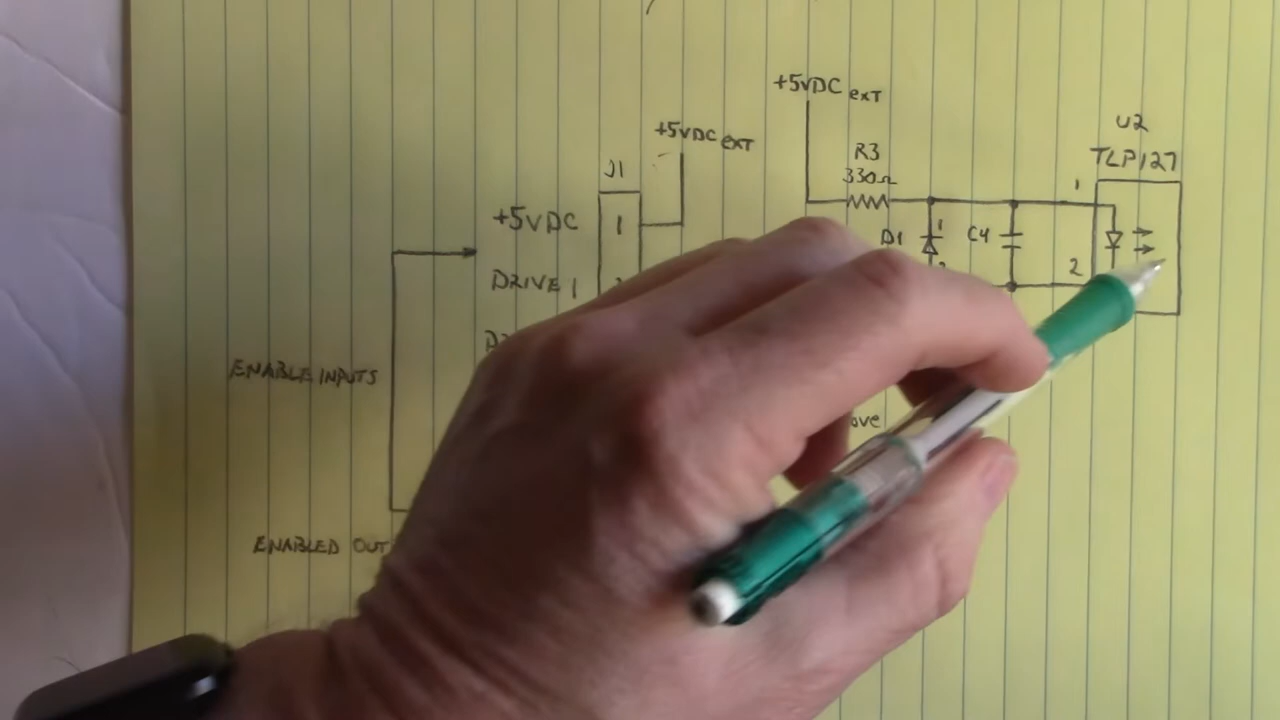 +5VDC EXT
+5VDC EXT
U2
TLP127
R3
330Ω
J1
1
+5VDC
1
D1
1
C4
2
DRIVE 1
ENABLE INPUTS
ENABLED OUT